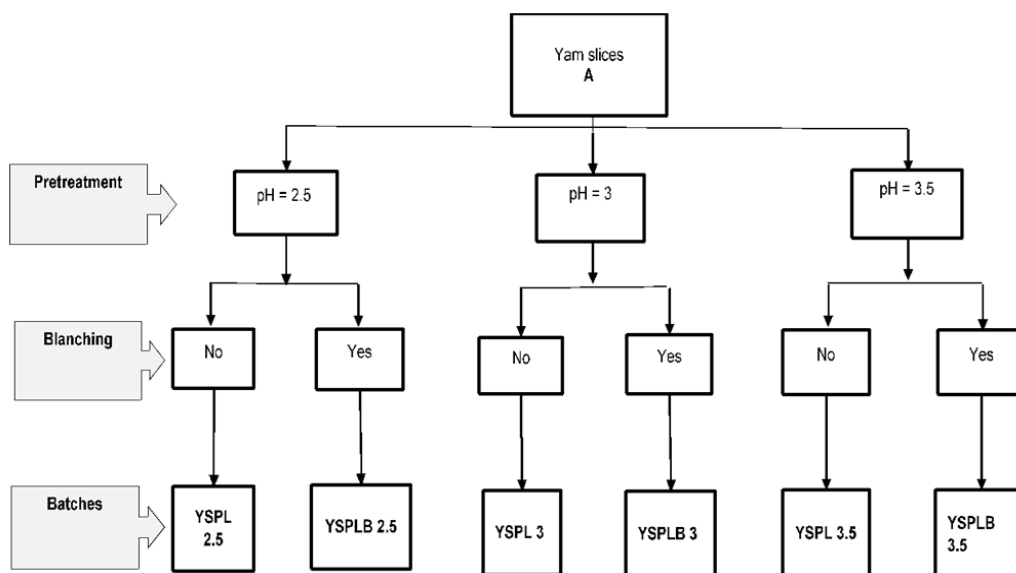 Yam slices
A
Pretreatment
pH = 2.5
pH = 3
pH = 3.5
Blanching
No
Yes
No
Yes
No
Yes
Batches
YSPL
2.5
YSPLB 2.5
YSPL 3
YSPLB 3
YSPL 3.5
YSPLB
3.5